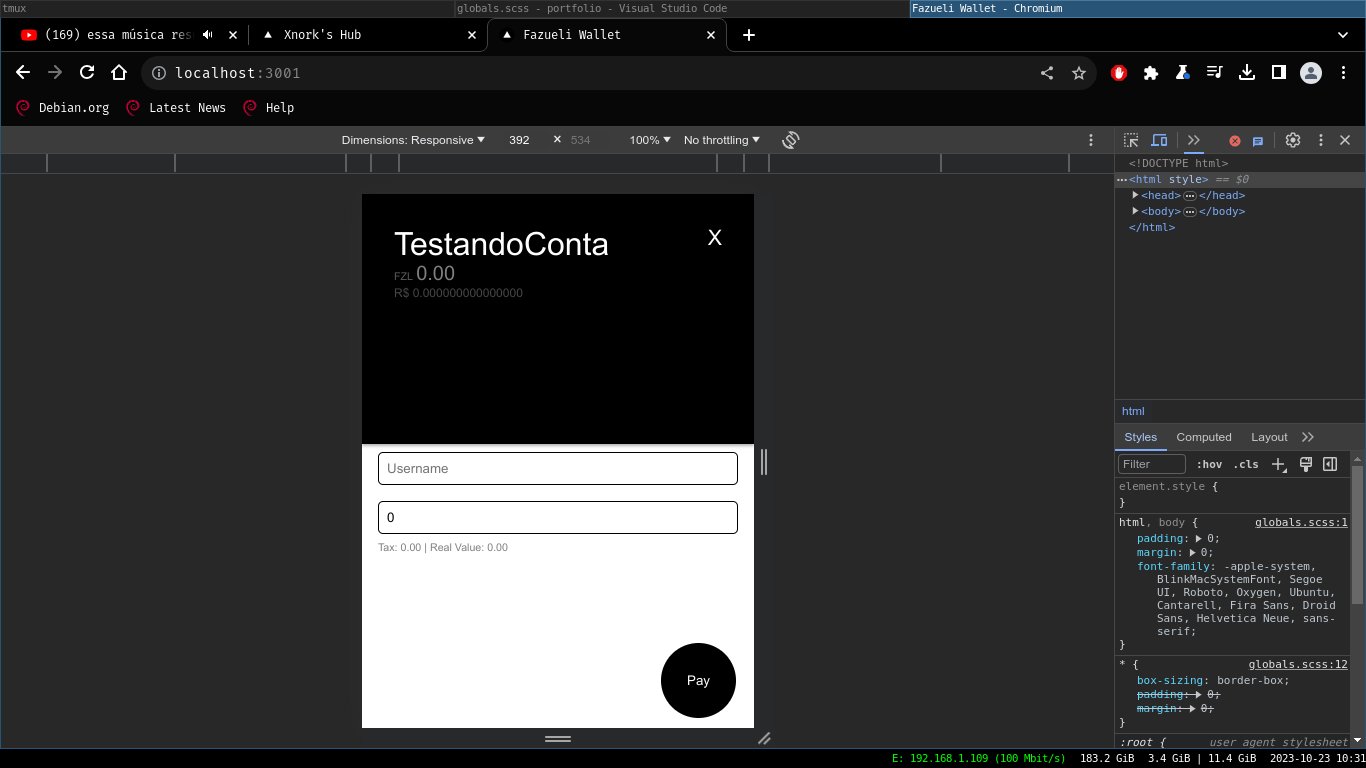 tmux
globals.scss - portfolio - Visual Studio Code
Fazueli Wallet - Chromium
(169) essa música res
Xnork's Hub
Fazueli Wallet
localhost:3001
Debian.org
Latest News
Help
Dimensions: Responsive
392
×
534
100%
No throttling
<!DOCTYPE html>
<html style> == $0
<head> </head>
<body> </body>
</html>
TestandoConta
X
FZL 0.00
R$ 0.000000000000000
Username
0
Tax: 0.00 | Real Value: 0.00
Pay
html
Styles
Computed
Layout
Filter
:hov
.cls
element.style {
}
html, body {
globals.scss:1
padding: 0;
margin: 0;
font-family: -apple-system,
BlinkMacSystemFont, Segoe
UI, Roboto, Oxygen, Ubuntu,
Cantarell, Fira Sans, Droid
Sans, Helvetica Neue, sans-
serif;
}
* {
globals.scss:12
box-sizing: border-box;
padding: 0;
margin: 0;
}
:root {
user agent stylesheet
E: 192.168.1.109 (100 Mbit/s)
183.2 GiB
3.4 GiB | 11.4 GiB
2023-10-23 10:31